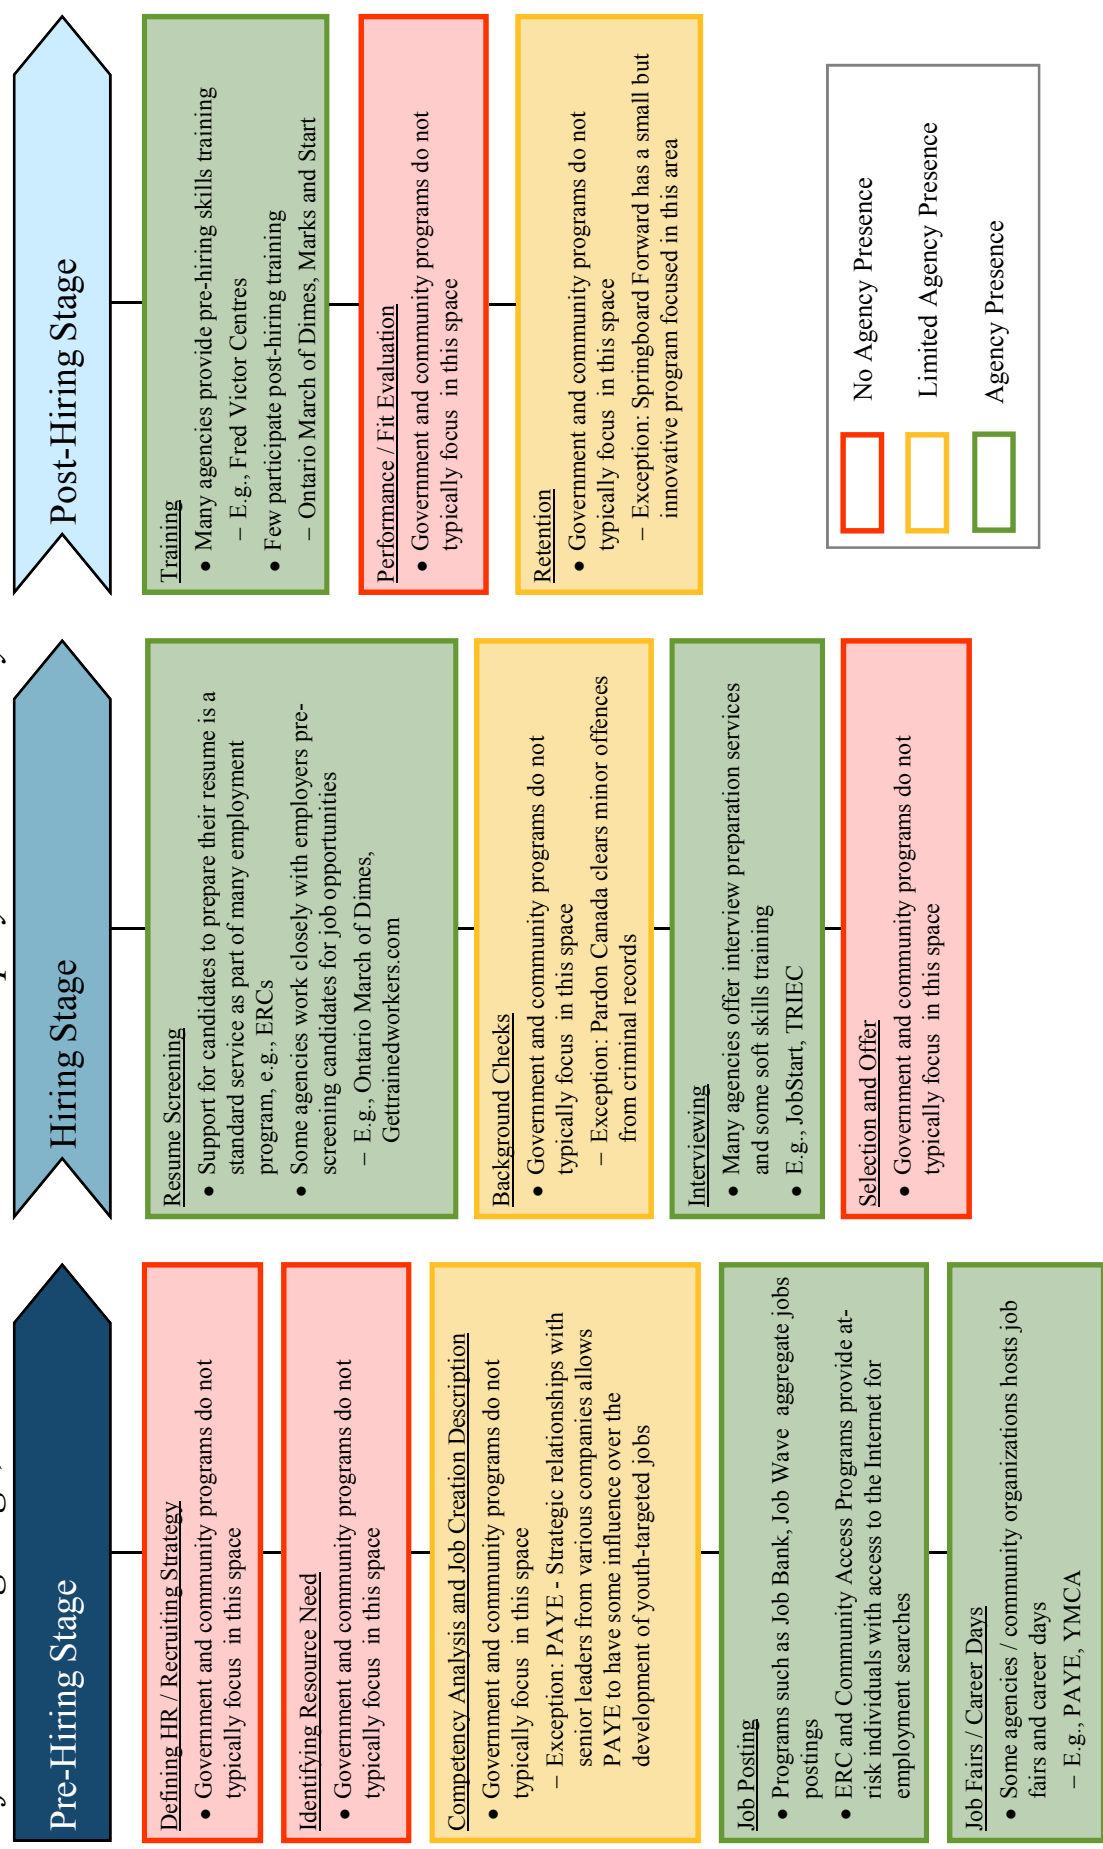 Pre-Hiring Stage
Defining HR / Recruiting Strategy
• Government and community programs do not
typically focus in this space
Identifying Resource Need
• Government and community programs do not
typically focus in this space
Competency Analysis and Job Creation Description
• Government and community programs do not
typically focus in this space
– Exception: PAYE - Strategic relationships with
senior leaders from various companies allows
PAYE to have some influence over the
development of youth-targeted jobs
Job Posting
• Programs such as Job Bank, Job Wave aggregate jobs
postings
• ERC and Community Access Programs provide at-
risk individuals with access to the Internet for
employment searches
Job Fairs / Career Days
• Some agencies / community organizations hosts job
fairs and career days
– E.g., PAYE, YMCA
Hiring Stage
Resume Screening
• Support for candidates to prepare their resume is a
standard service as part of many employment
program, e.g., ERCs
• Some agencies work closely with employers pre-
screening candidates for job opportunities
– E.g., Ontario March of Dimes,
Gettrainedworkers.com
Background Checks
• Government and community programs do not
typically focus in this space
– Exception: Pardon Canada clears minor offences
from criminal records
Interviewing
• Many agencies offer interview preparation services
and some soft skills training
• E.g., JobStart, TRIEC
Selection and Offer
• Government and community programs do not
typically focus in this space
Post-Hiring Stage
Training
• Many agencies provide pre-hiring skills training
– E.g., Fred Victor Centres
• Few participate post-hiring training
– Ontario March of Dimes, Marks and Start
Performance / Fit Evaluation
• Government and community programs do not
typically focus in this space
Retention
• Government and community programs do not
typically focus in this space
– Exception: Springboard Forward has a small but
innovative program focused in this area
No Agency Presence
Limited Agency Presence
Agency Presence